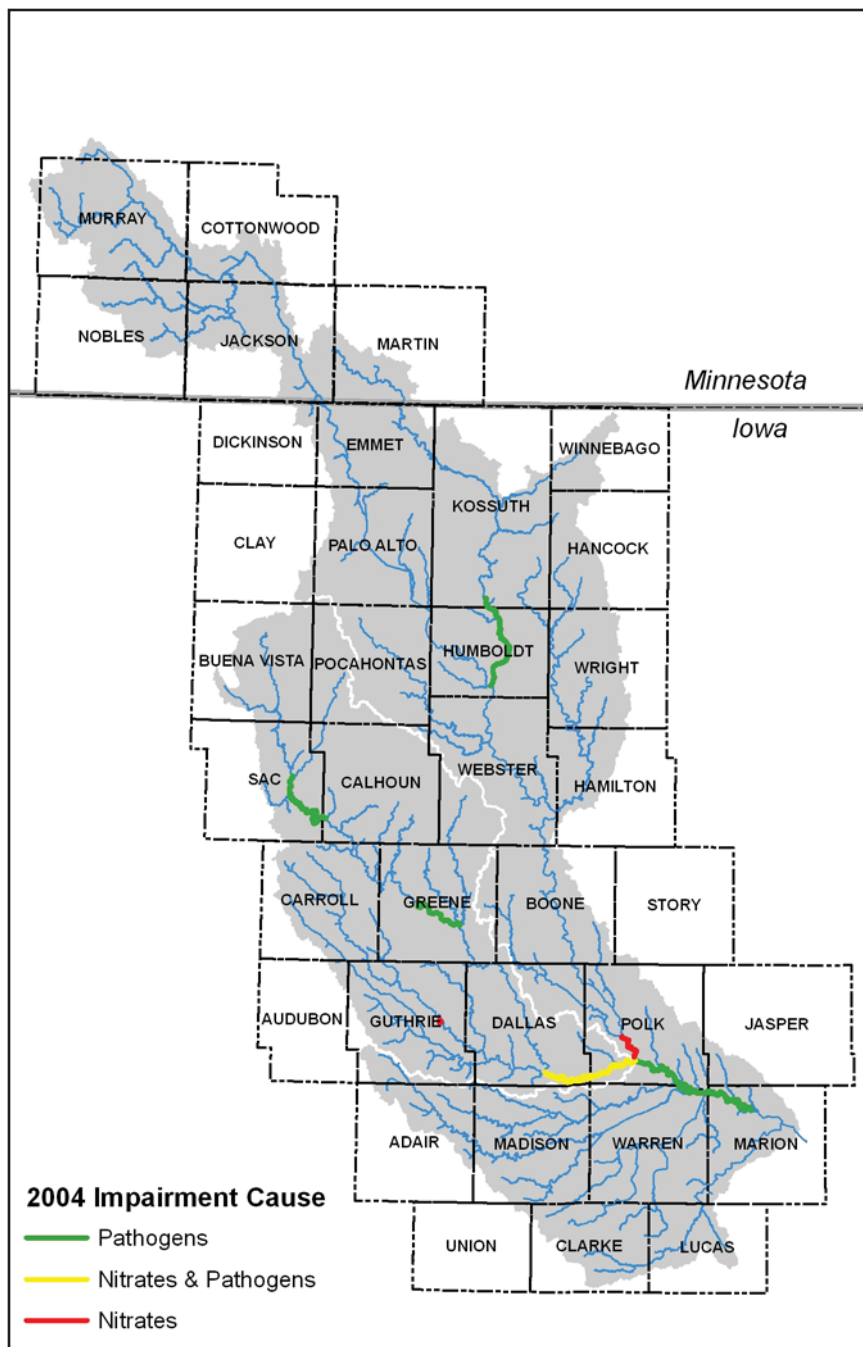 MURRAY
COTTONWOOD
NOBLES
JACKSON
MARTIN
Minnesota
Iowa
DICKINSON
EMMET
WINNEBAGO
KOSSUTH
CLAY
PALO ALTO
HANCOCK
BUENA VISTA
POCAHONTAS
HUMBOLDT
WRIGHT
SAC
CALHOUN
WEBSTER
HAMILTON
CARROLL
GREENE
BOONE
STORY
AUDUBON
GUTHRIE
DALLAS
POLK
JASPER
ADAIR
MADISON
WARREN
MARION
UNION
CLARKE
LUCAS
2004 Impairment Cause
Pathogens
Nitrates & Pathogens
Nitrates